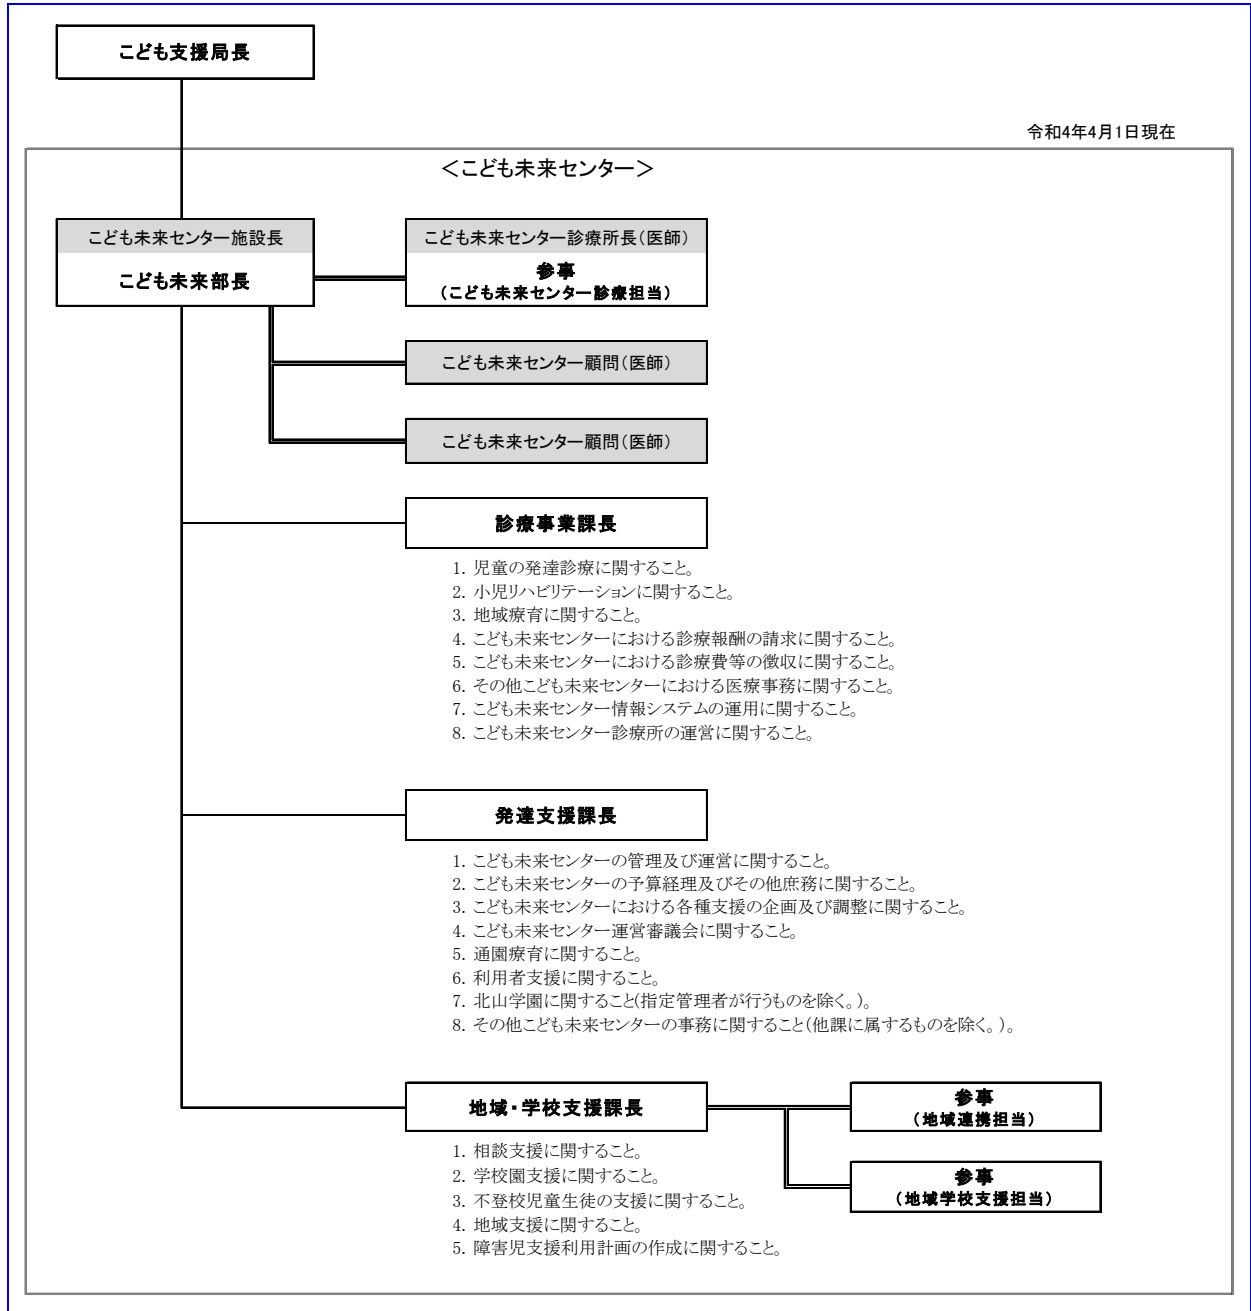 こども支援局長
令和4年4月1日現在
＜こども未来センター＞
こども未来センター施設長
こども未来部長
こども未来センター診療所長（医師）
参事
（こども未来センター診療担当）
こども未来センター顧問（医師）
こども未来センター顧問（医師）
診療事業課長
1. 児童の発達診療に関すること。
2. 小児リハビリテーションに関すること。
3. 地域療育に関すること。
4. こども未来センターにおける診療報酬の請求に関すること。
5. こども未来センターにおける診療費等の徴収に関すること。
6. その他こども未来センターにおける医療事務に関すること。
7. こども未来センター情報システムの運用に関すること。
8. こども未来センター診療所の運営に関すること。
発達支援課長
1. こども未来センターの管理及び運営に関すること。
2. こども未来センターの予算経理及びその他庶務に関すること。
3. こども未来センターにおける各種支援の企画及び調整に関すること。
4. こども未来センター運営審議会に関すること。
5. 通園療育に関すること。
6. 利用者支援に関すること。
7. 北山学園に関すること(指定管理者が行うものを除く。)。
8. その他こども未来センターの事務に関すること(他課に属するものを除く。)。
地域・学校支援課長
参事
（地域連携担当）
参事
（地域学校支援担当）
1. 相談支援に関すること。
2. 学校園支援に関すること。
3. 不登校児童生徒の支援に関すること。
4. 地域支援に関すること。
5. 障害児支援利用計画の作成に関すること。